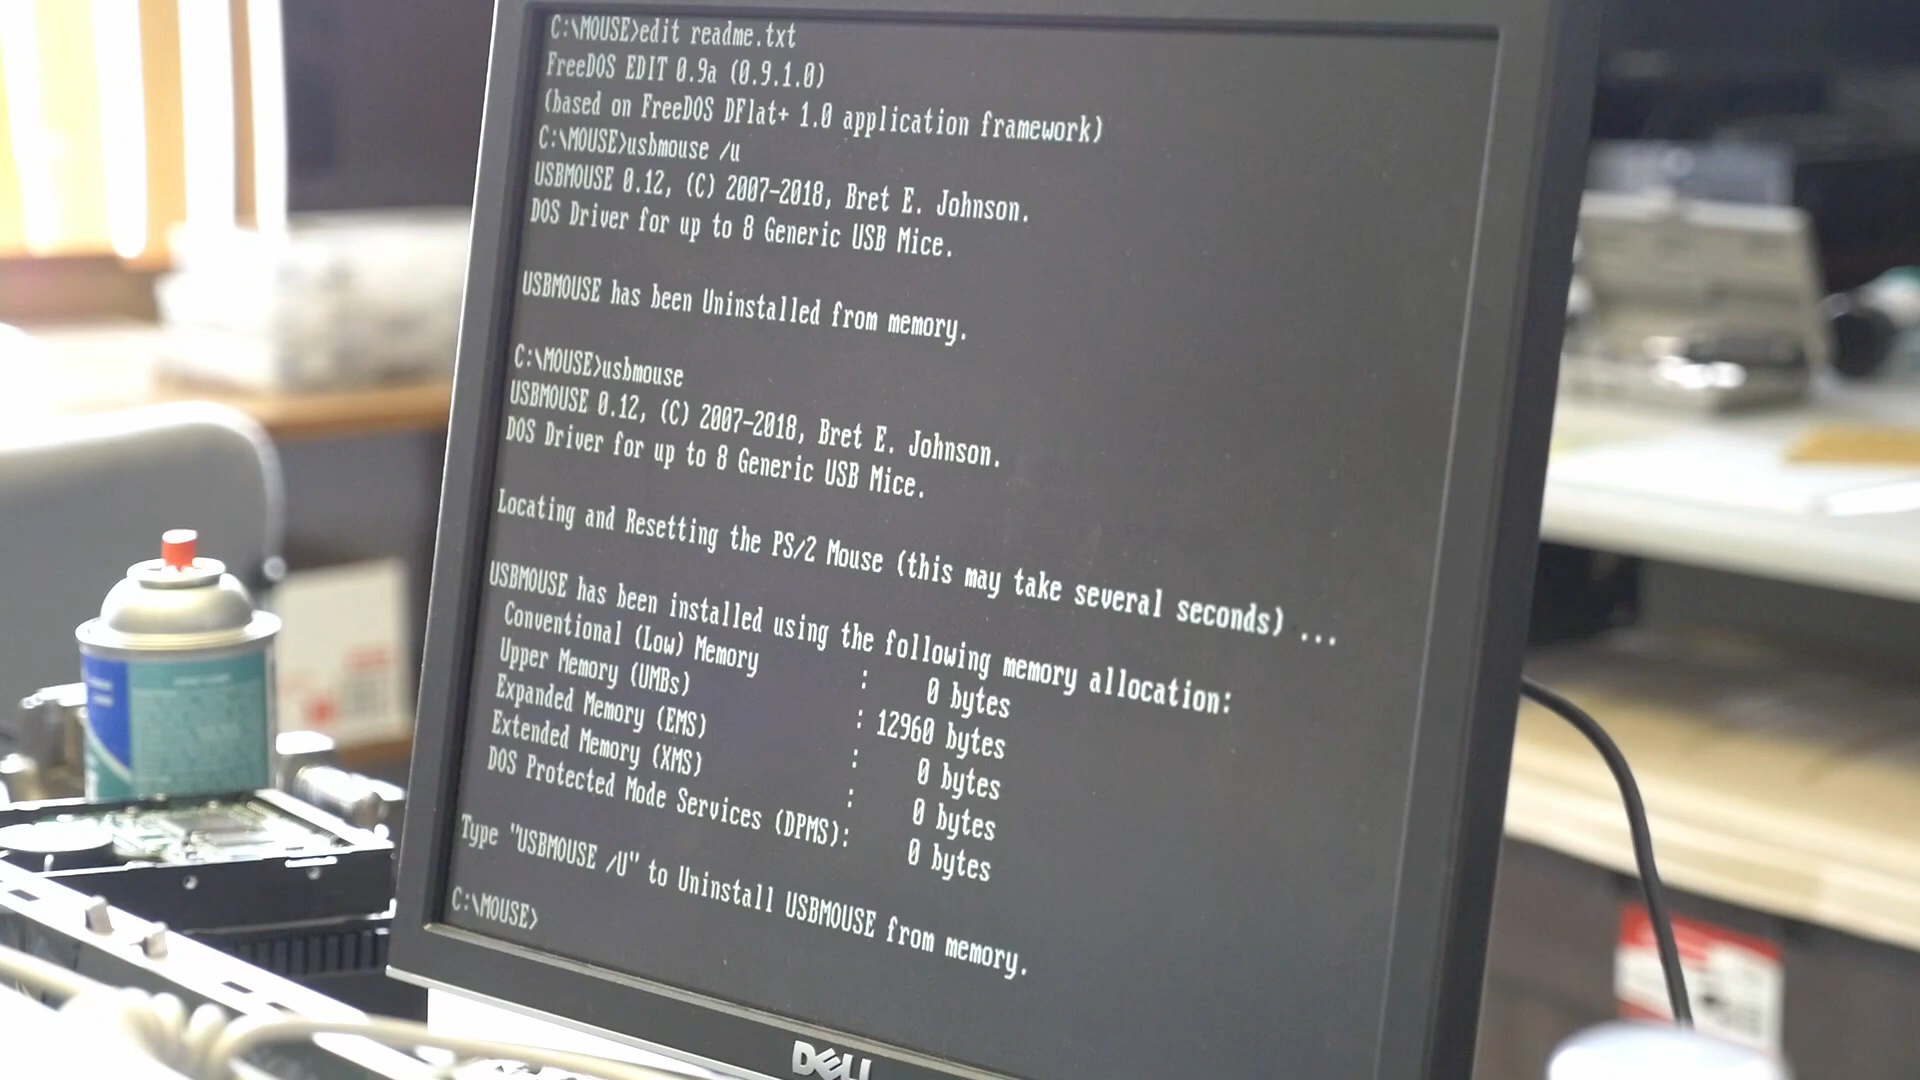 C:\MOUSE>edit readme.txt
FreeDOS EDIT 0.9a (0.9.1.0)
(based on FreeDOS DFlat+ 1.0 application framework)
C:\MOUSE>usbmouse /u
USBMOUSE 0.12, (C) 2007-2018, Bret E. Johnson.
DOS Driver for up to 8 Generic USB Mice.
USBMOUSE has been Uninstalled from memory.
C:\MOUSE>usbmouse
USBMOUSE 0.12, (C) 2007-2018, Bret E. Johnson.
DOS Driver for up to 8 Generic USB Mice.
Locating and Resetting the PS/2 Mouse (this may take several seconds) ...
USBMOUSE has been installed using the following memory allocation:
Conventional (Low) Memory : 0 bytes
Upper Memory (UMBs) : 12960 bytes
Expanded Memory (EMS) : 0 bytes
Extended Memory (XMS) : 0 bytes
DOS Protected Mode Services (DPMS): 0 bytes
Type "USBMOUSE /U" to Uninstall USBMOUSE from memory.
C:\MOUSE>
DELL